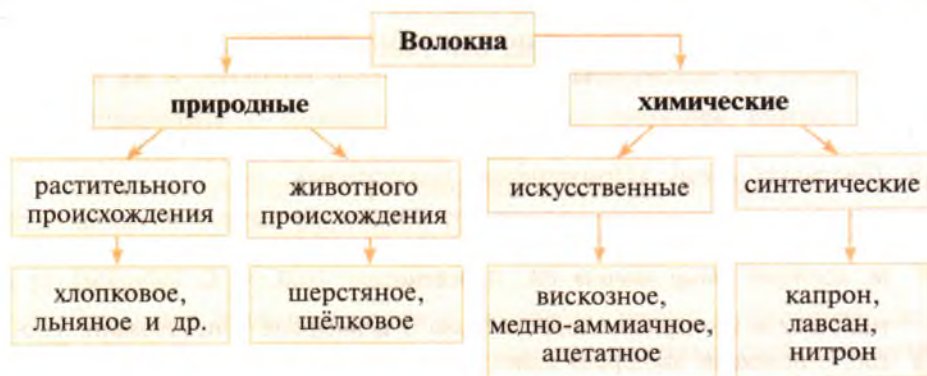 Волокна
природные
химические
растительного
происхождения
животного
происхождения
искусственные
синтетические
хлопковое,
льняное и др.
шерстяное,
шёлковое
вискозное,
медно-аммиачное,
ацетатное
капрон,
лавсан,
нитрон